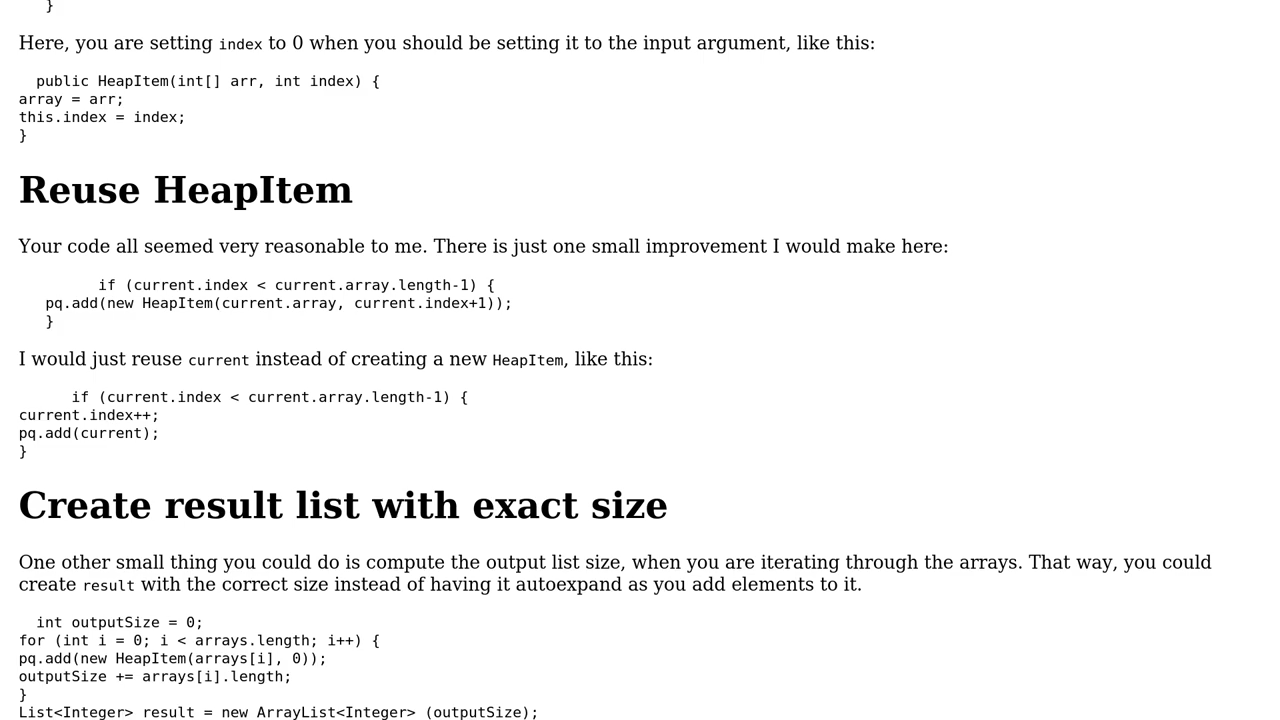 }
Here, you are setting index to 0 when you should be setting it to the input argument, like this:
public HeapItem(int[] arr, int index) {
array = arr;
this.index = index;
}
Reuse HeapItem
Your code all seemed very reasonable to me. There is just one small improvement I would make here:
if (current.index < current.array.length-1) {
pq.add(new HeapItem(current.array, current.index+1));
}
I would just reuse current instead of creating a new HeapItem, like this:
if (current.index < current.array.length-1) {
current.index++;
pq.add(current);
}
Create result list with exact size
One other small thing you could do is compute the output list size, when you are iterating through the arrays. That way, you could
create result with the correct size instead of having it autoexpand as you add elements to it.
int outputSize = 0;
for (int i = 0; i < arrays.length; i++) {
pq.add(new HeapItem(arrays[i], 0));
outputSize += arrays[i].length;
}
List<Integer> result = new ArrayList<Integer> (outputSize);